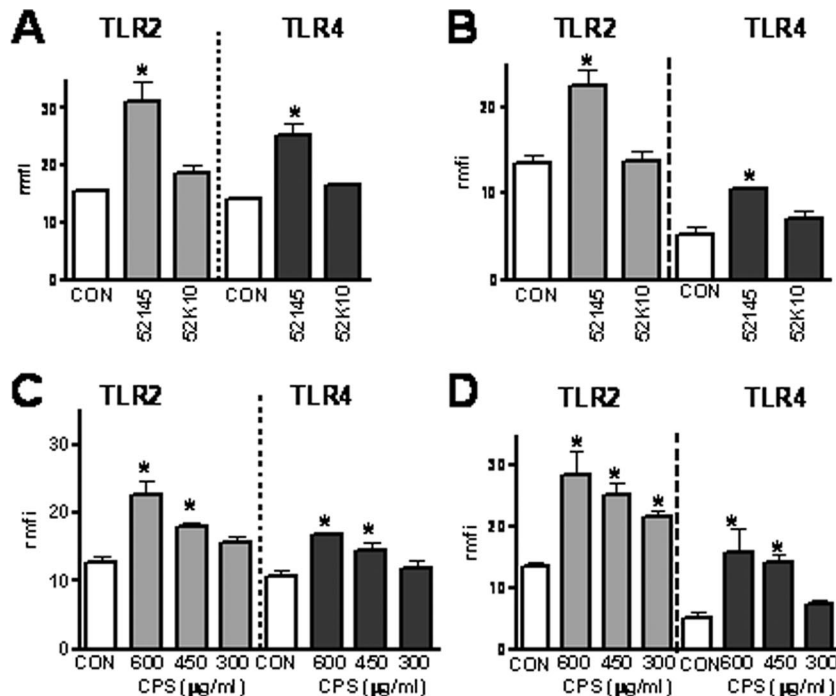 A
TLR2 TLR4
rmfi
30
20
10
0
CON 52145 52K10 CON 52145 52K10
B
TLR2 TLR4
rmfi
20
10
0
CON 52145 52K10 CON 52145 52K10
C
TLR2 TLR4
rmfi
30
20
10
0
CON 600 450 300 CON 600 450 300
CPS (µg/ml) CPS (µg/ml)
D
TLR2 TLR4
rmfi
30
20
10
0
CON 600 450 300 CON 600 450 300
CPS (µg/ml) CPS (µg/ml)
* * * * * * * * * * * * *